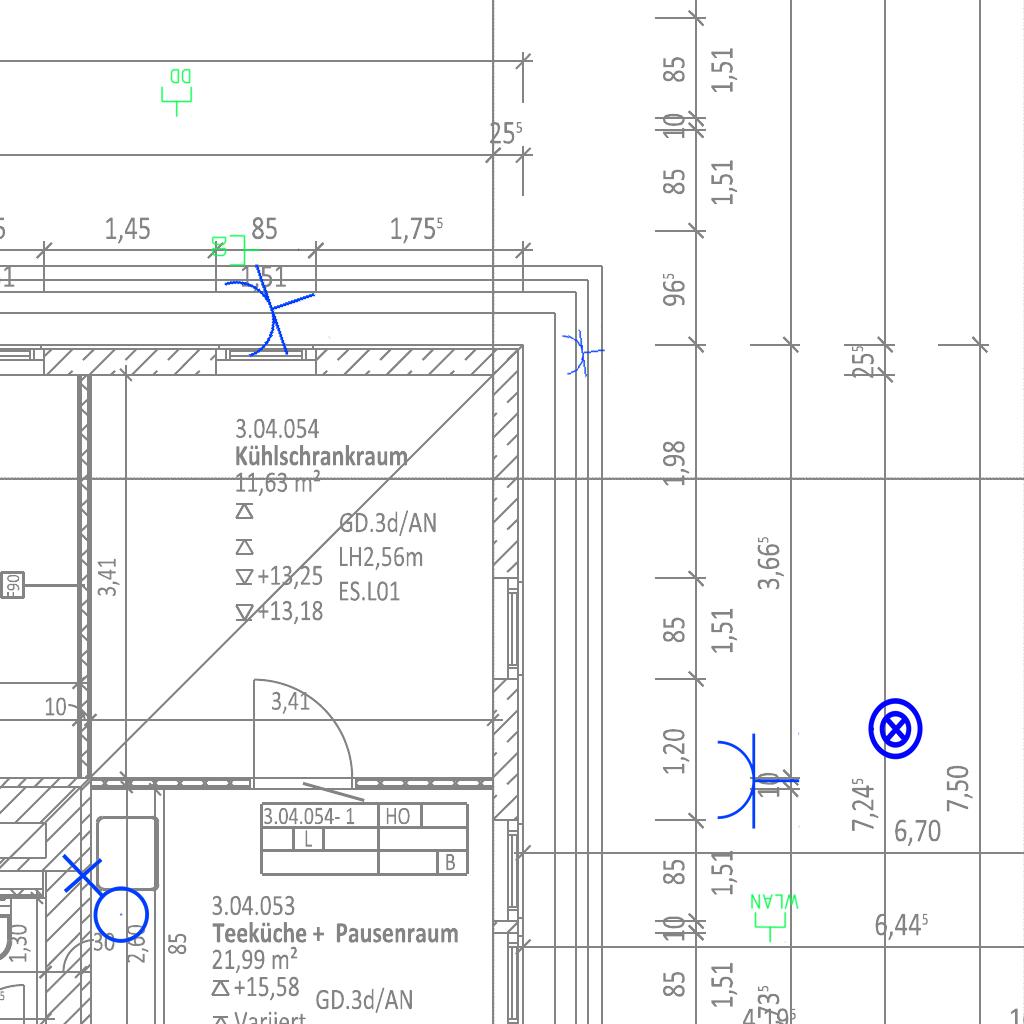 DD
25⁵
1,45
85
1,75⁵
1,51
3.04.054
Kühlschrankraum
11,63 m²
GD.3d/AN
LH2,56m
ES.L01
+13,25
+13,18
3,41
F90
10
3,41
3.04.054- 1
HO
L
B
3.04.053
Teeküche + Pausenraum
21,99 m²
+15,58
GD.3d/AN
Variiert
1,30
30
2,60
85
85
1,51
10
85
1,51
96⁵
25⁵
1,98
3,66⁵
85
1,51
1,20
10
7,24⁵
7,50
6,70
85
1,51
WLAN
6,44⁵
10
85
1,51
73⁵
4,19⁵